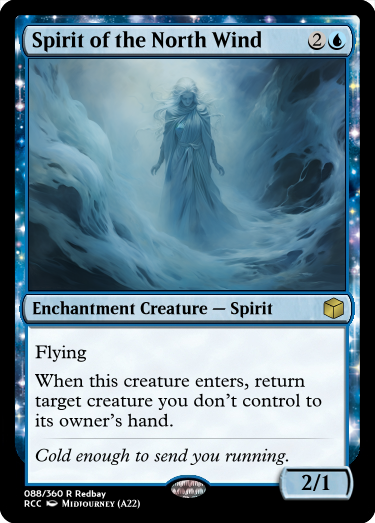 Spirit of the North Wind 2
Enchantment Creature — Spirit
Flying
When this creature enters, return
target creature you don't control to
its owner's hand.
Cold enough to send you running.
2/1
088/360 R Redbay
RCC Midjourney (A22)